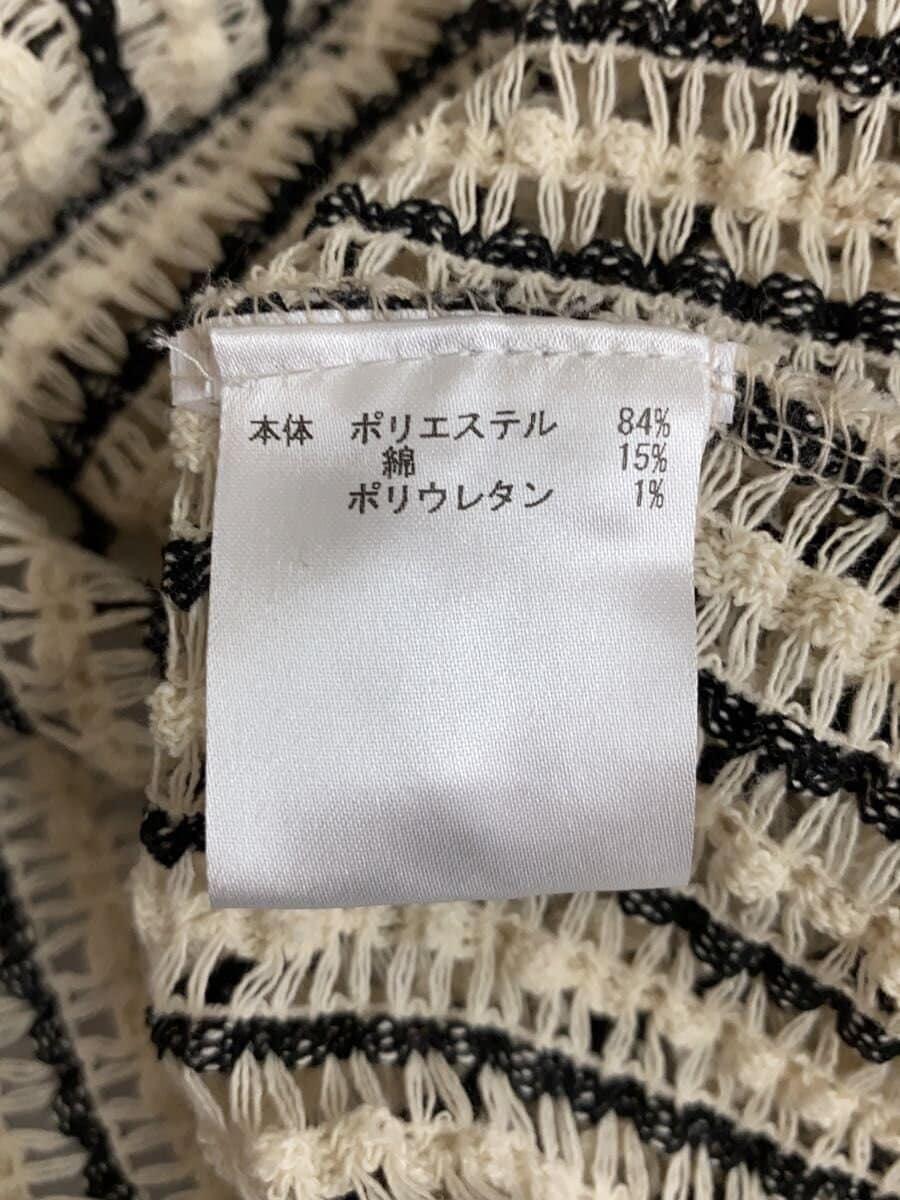 本体 ポリエステル 84%
綿 15%
ポリウレタン 1%